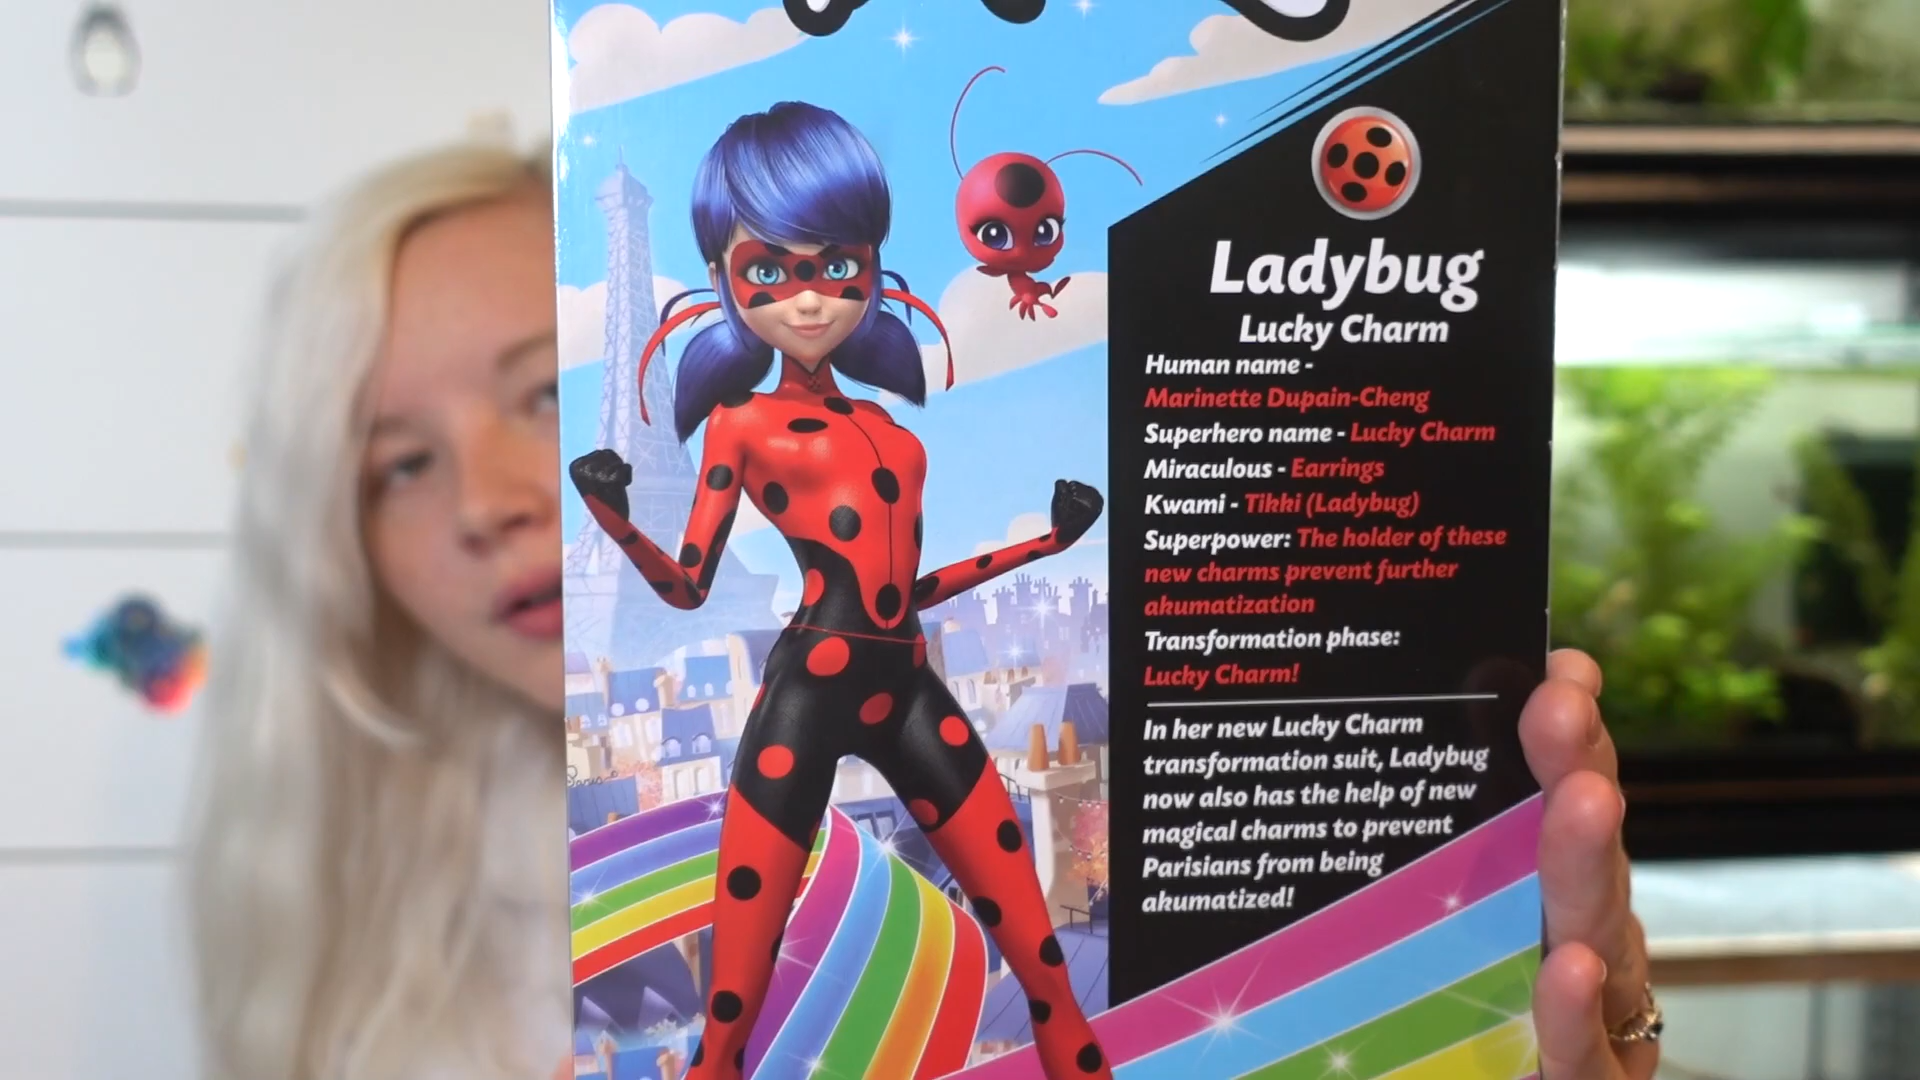 Ladybug
Lucky Charm
Human name -
Marinette Dupain-Cheng
Superhero name - Lucky Charm
Miraculous - Earrings
Kwami - Tikki (Ladybug)
Superpower: The holder of these
new charms prevent further
akumatization
Transformation phase:
Lucky Charm!
In her new Lucky Charm
transformation suit, Ladybug
now also has the help of new
magical charms to prevent
Parisians from being
akumatized!
Paris